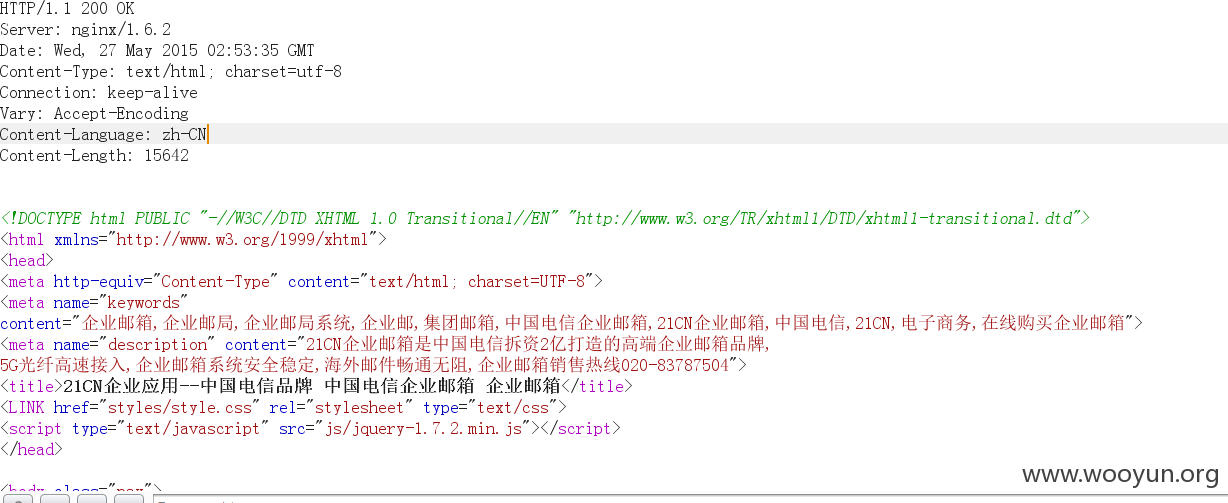 HTTP/1.1 200 OK
Server: nginx/1.6.2
Date: Wed, 27 May 2015 02:53:35 GMT
Content-Type: text/html; charset=utf-8
Connection: keep-alive
Vary: Accept-Encoding
Content-Language: zh-CN
Content-Length: 15642
<!DOCTYPE html PUBLIC "-//W3C//DTD XHTML 1.0 Transitional//EN" "http://www.w3.org/TR/xhtml1/DTD/xhtml1-transitional.dtd">
<html xmlns="http://www.w3.org/1999/xhtml">
<head>
<meta http-equiv="Content-Type" content="text/html; charset=UTF-8">
<meta name="keywords"
content="企业邮箱,企业邮局,企业邮局系统,企业邮,集团邮箱,中国电信企业邮箱,21CN企业邮箱,中国电信,21CN,电子商务,在线购买企业邮箱">
<meta name="description" content="21CN企业邮箱是中国电信拆资2亿打造的高端企业邮箱品牌,
5G光纤高速接入,企业邮箱系统安全稳定,海外邮件畅通无阻,企业邮箱销售热线020-83787504">
<title>21CN企业应用--中国电信品牌 中国电信企业邮箱 企业邮箱</title>
<LINK href="styles/style.css" rel="stylesheet" type="text/css">
<script type="text/javascript" src="js/jquery-1.7.2.min.js"></script>
</head>
<body class=
www.wooyun.org